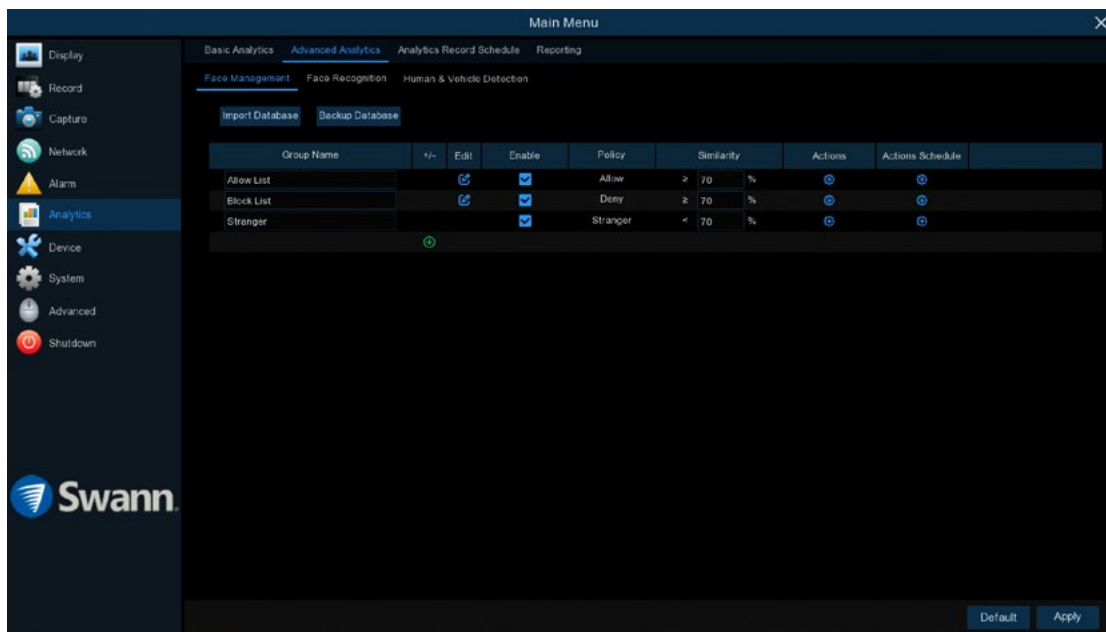 Main Menu
Display
Record
Capture
Network
Alarm
Analytics
Device
System
Advanced
Shutdown
Swann
Basic Analytics Advanced Analytics Analytics Record Schedule Reporting
Face Management Face Recognition Human & Vehicle Detection
Import Database Backup Database
Group Name +/- Edit Enable Policy Similarity Actions Actions Schedule
Allow List Allow ≥ 70 %
Block List Deny ≥ 70 %
Stranger Stranger < 70 %
Default Apply